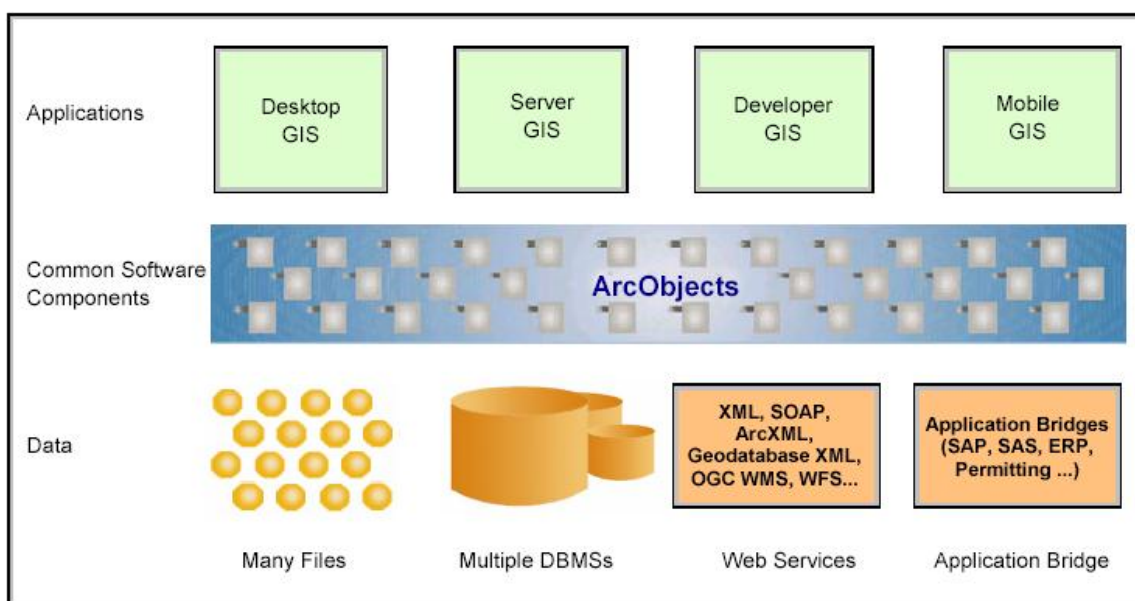 Applications
Desktop
GIS
Server
GIS
Developer
GIS
Mobile
GIS
Common Software
Components
ArcObjects
Data
XML, SOAP,
ArcXML,
Geodatabase XML,
OGC WMS, WFS...
Application Bridges
(SAP, SAS, ERP,
Permitting ...)
Many Files
Multiple DBMSs
Web Services
Application Bridge